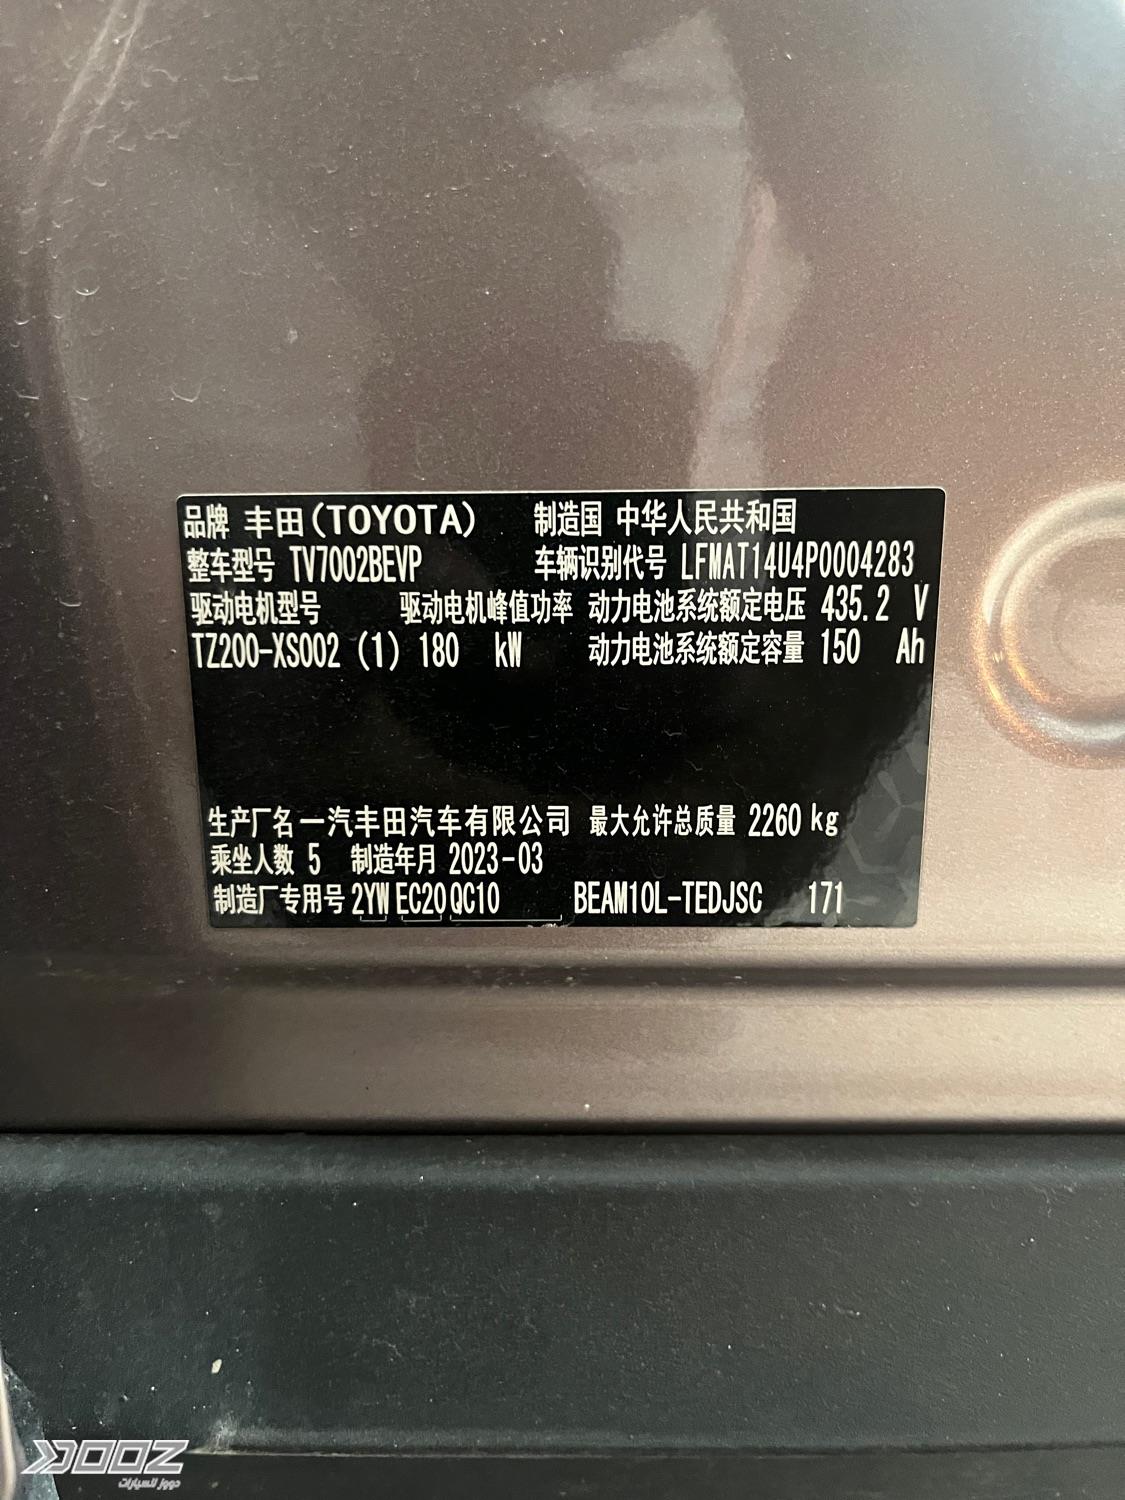 品牌 丰田(TOYOTA) 制造国 中华人民共和国
整车型号 TV7002BEVP 车辆识别代号 LFMAT14U4P0004283
驱动电机型号 驱动电机峰值功率 动力电池系统额定电压 435.2 V
TZ200-XS002 (1) 180 kW 动力电池系统额定容量 150 Ah
生产厂名 一汽丰田汽车有限公司 最大允许总质量 2260 kg
乘坐人数 5 制造年月 2023-03
制造厂专用号 2YW EC20 QC10 BEAM10L-TEDJSC 171
DOOZ
دووز للسيارات